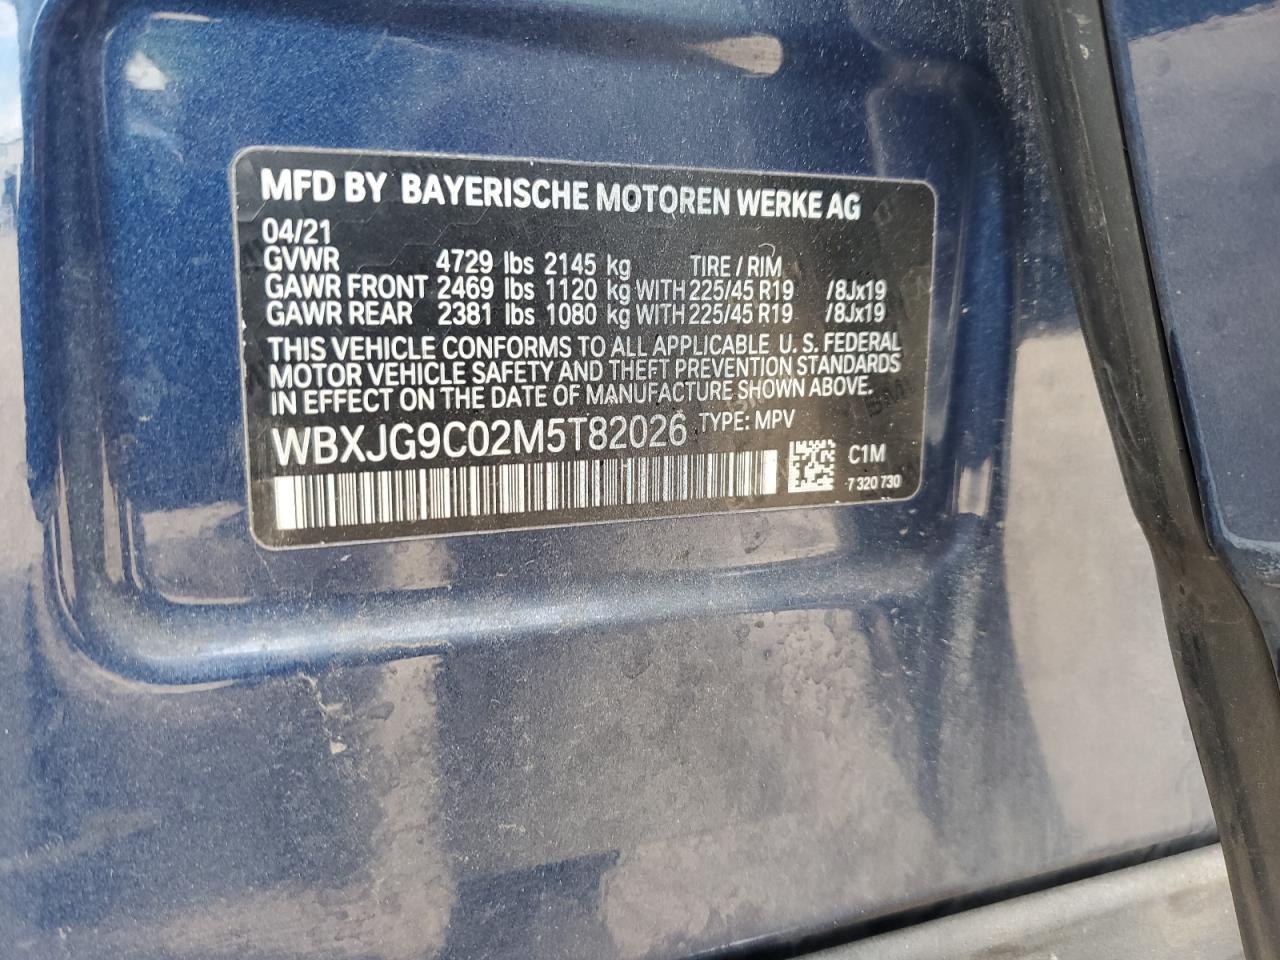 MFD BY BAYERISCHE MOTOREN WERKE AG
04/21
GVWR 4729 lbs 2145 kg TIRE / RIM
GAWR FRONT 2469 lbs 1120 kg WITH 225/45 R19 /8Jx19
GAWR REAR 2381 lbs 1080 kg WITH 225/45 R19 /8Jx19
THIS VEHICLE CONFORMS TO ALL APPLICABLE U. S. FEDERAL
MOTOR VEHICLE SAFETY AND THEFT PREVENTION STANDARDS
IN EFFECT ON THE DATE OF MANUFACTURE SHOWN ABOVE.
WBXJG9C02M5T82026 TYPE: MPV
C1M
7 320 730